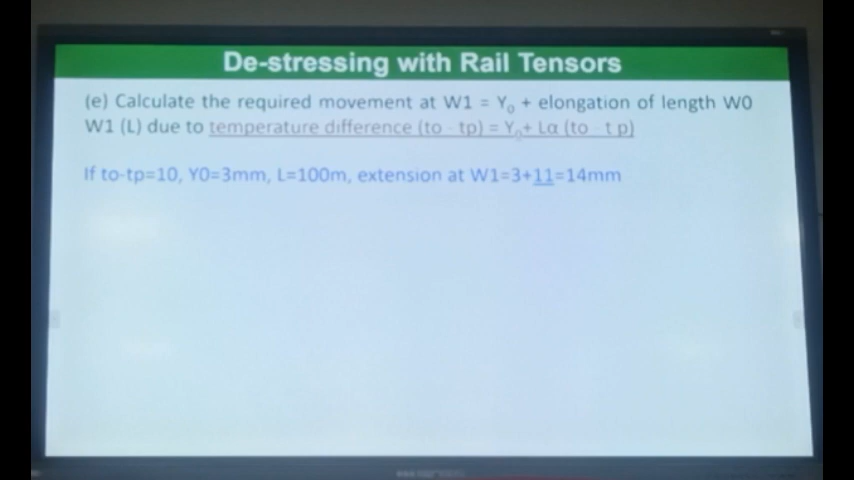 De-stressing with Rail Tensors
(e) Calculate the required movement at W1 = Y₀ + elongation of length W0
W1 (L) due to temperature difference (to - tp) = Y₀+ Lα (to - t p)
If to-tp=10, Y0=3mm, L=100m, extension at W1=3+11=14mm